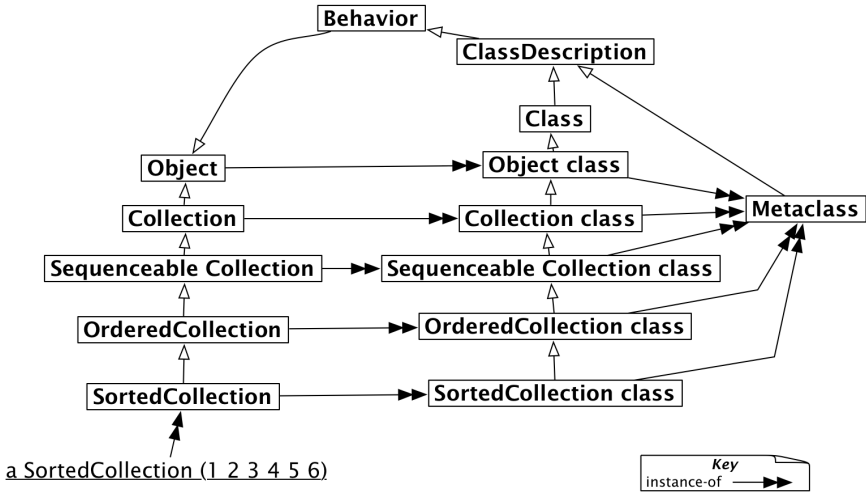 Behavior
ClassDescription
Class
Object
Object class
Collection
Collection class
Metaclass
Sequenceable Collection
Sequenceable Collection class
OrderedCollection
OrderedCollection class
SortedCollection
SortedCollection class
a SortedCollection (1 2 3 4 5 6)
Key
instance-of